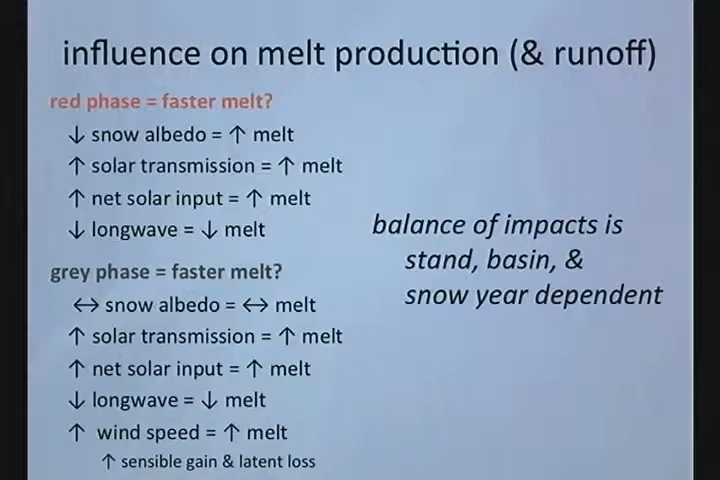 influence on melt production (& runoff)
red phase = faster melt?
↓ snow albedo = ↑ melt
↑ solar transmission = ↑ melt
↑ net solar input = ↑ melt
↓ longwave = ↓ melt
balance of impacts is
stand, basin, &
snow year dependent
grey phase = faster melt?
↔ snow albedo = ↔ melt
↑ solar transmission = ↑ melt
↑ net solar input = ↑ melt
↓ longwave = ↓ melt
↑ wind speed = ↑ melt
↑ sensible gain & latent loss